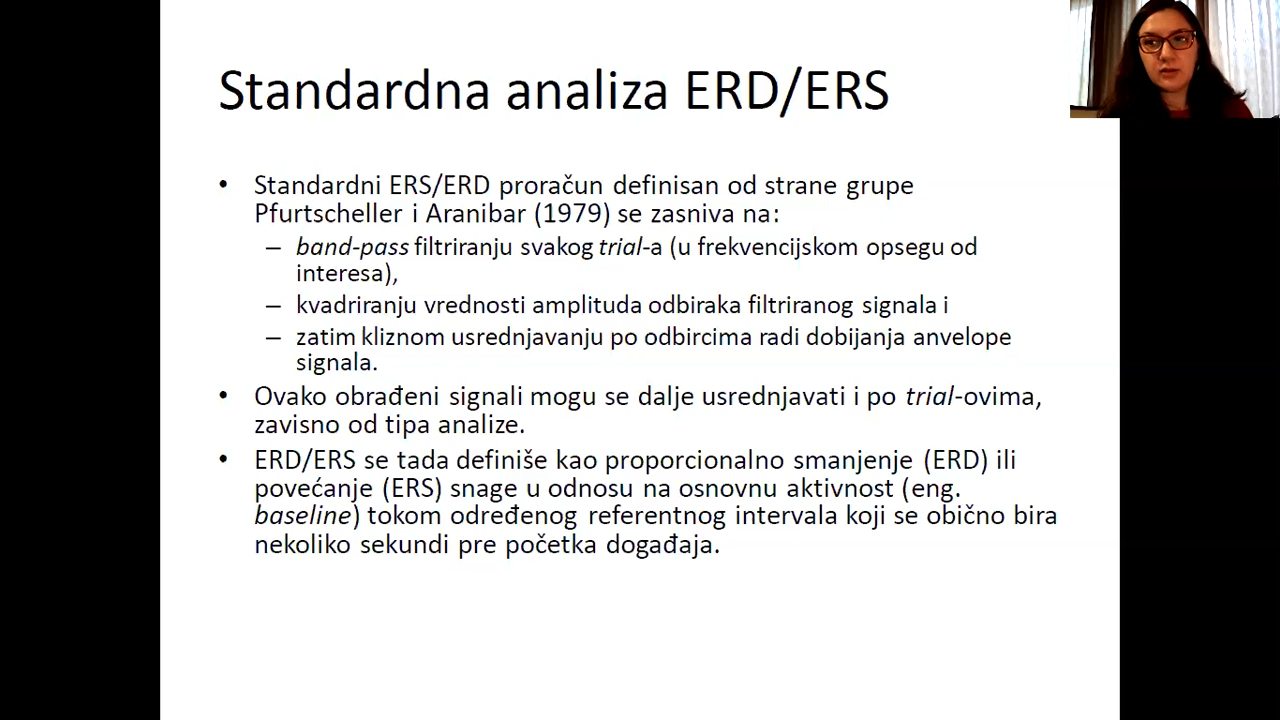 Standardna analiza ERD/ERS
• Standardni ERS/ERD proračun definisan od strane grupe
Pfurtscheller i Aranibar (1979) se zasniva na:
– band-pass filtriranju svakog trial-a (u frekvencijskom opsegu od
interesa),
– kvadriranju vrednosti amplituda odbiraka filtriranog signala i
– zatim kliznom usrednjavanju po odbircima radi dobijanja anvelope
signala.
• Ovako obrađeni signali mogu se dalje usrednjavati i po trial-ovima,
zavisno od tipa analize.
• ERD/ERS se tada definiše kao proporcionalno smanjenje (ERD) ili
povećanje (ERS) snage u odnosu na osnovnu aktivnost (eng.
baseline) tokom određenog referentnog intervala koji se obično bira
nekoliko sekundi pre početka događaja.